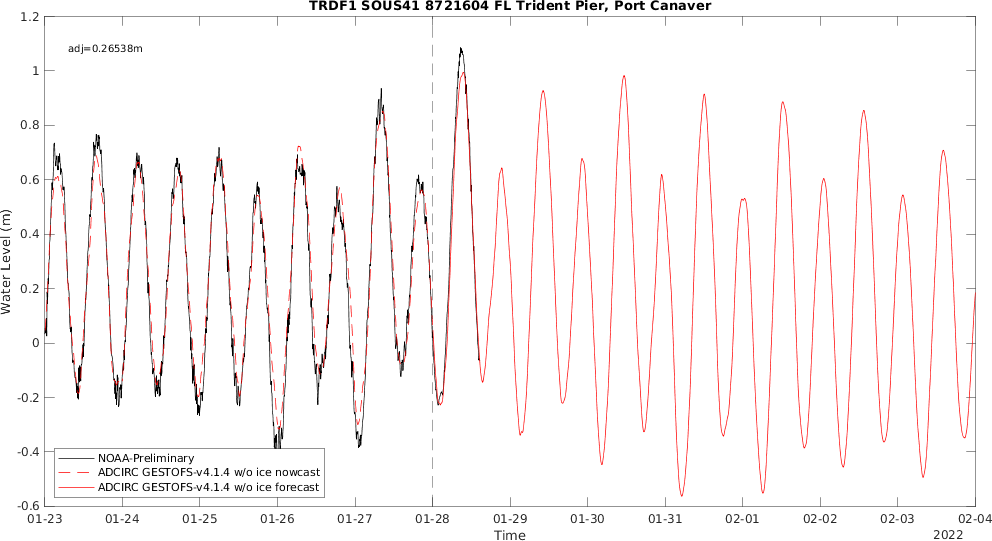 TRDF1 SOUS41 8721604 FL Trident Pier, Port Canaver
adj=0.26538m
1.2
1
0.8
0.6
0.4
0.2
0
-0.2
-0.4
-0.6
Water Level (m)
NOAA-Preliminary
ADCIRC GESTOFS-v4.1.4 w/o ice nowcast
ADCIRC GESTOFS-v4.1.4 w/o ice forecast
01-23 01-24 01-25 01-26 01-27 01-28 01-29 01-30 01-31 02-01 02-02 02-03 02-04
Time
2022